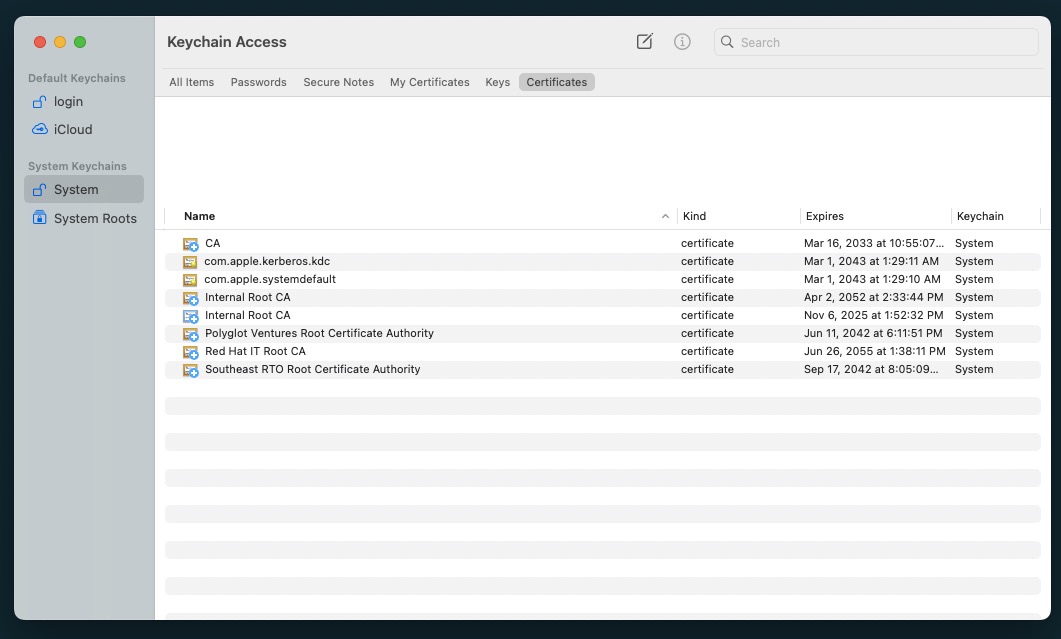 Keychain Access
Search
Default Keychains
login
iCloud
System Keychains
System
System Roots
All Items Passwords Secure Notes My Certificates Keys Certificates
Name Kind Expires Keychain
CA certificate Mar 16, 2033 at 10:55:07... System
com.apple.kerberos.kdc certificate Mar 1, 2043 at 1:29:11 AM System
com.apple.systemdefault certificate Mar 1, 2043 at 1:29:10 AM System
Internal Root CA certificate Apr 2, 2052 at 2:33:44 PM System
Internal Root CA certificate Nov 6, 2025 at 1:52:32 PM System
Polyglot Ventures Root Certificate Authority certificate Jun 11, 2042 at 6:11:51 PM System
Red Hat IT Root CA certificate Jun 26, 2055 at 1:38:11 PM System
Southeast RTO Root Certificate Authority certificate Sep 17, 2042 at 8:05:09... System